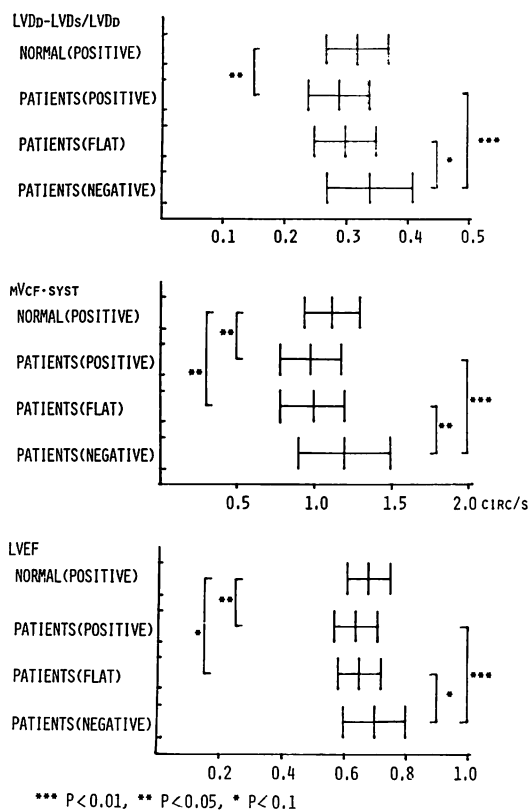 LVDD-LVDS/LVDD
NORMAL(POSITIVE)
**
PATIENTS(POSITIVE)
PATIENTS(FLAT)
*
***
PATIENTS(NEGATIVE)
0.1 0.2 0.3 0.4 0.5
MVCF·SYST
NORMAL(POSITIVE)
**
PATIENTS(POSITIVE)
**
***
PATIENTS(FLAT)
**
PATIENTS(NEGATIVE)
0.5 1.0 1.5 2.0 CIRC/S
LVEF
NORMAL(POSITIVE)
**
PATIENTS(POSITIVE)
*
PATIENTS(FLAT)
***
*
PATIENTS(NEGATIVE)
0.2 0.4 0.6 0.8 1.0
*** P<0.01, ** P<0.05, * P<0.1